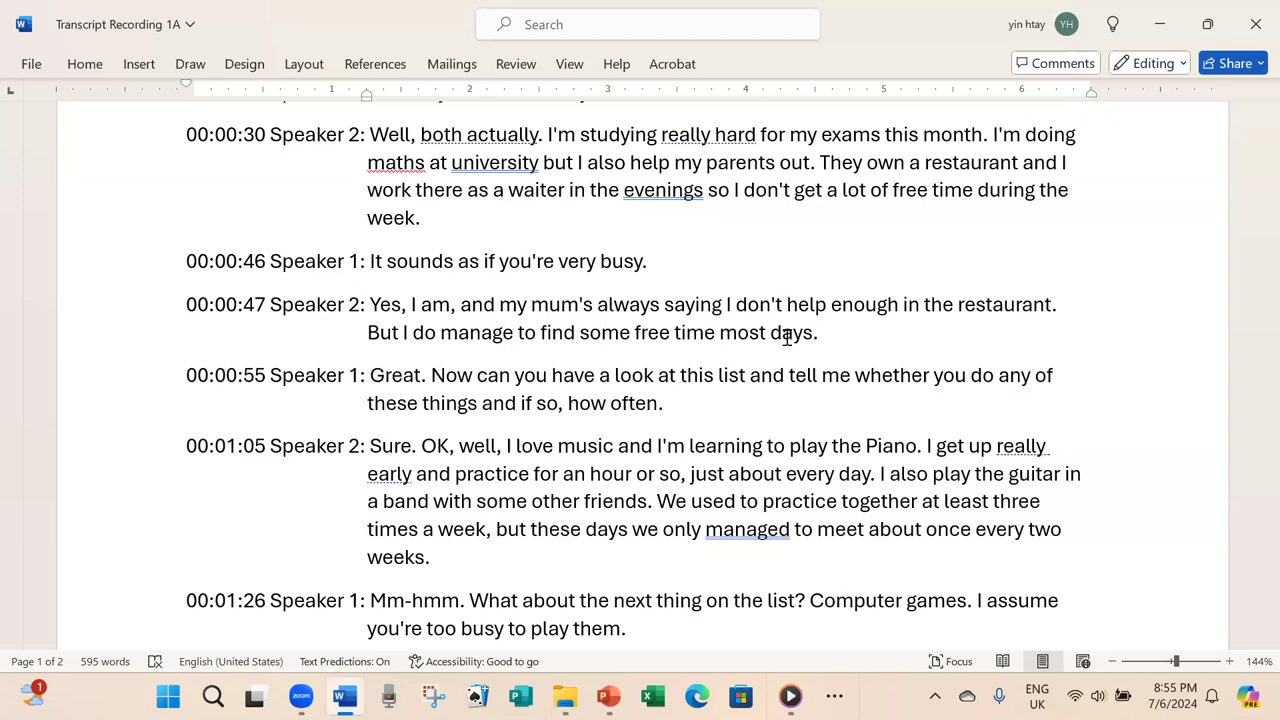 Transcript Recording 1A
Search
yin htay
YH
File Home Insert Draw Design Layout References Mailings Review View Help Acrobat
Comments Editing Share
1 2 3 4 5 6
00:00:30 Speaker 2: Well, both actually. I'm studying really hard for my exams this month. I'm doing
maths at university but I also help my parents out. They own a restaurant and I
work there as a waiter in the evenings so I don't get a lot of free time during the
week.
00:00:46 Speaker 1: It sounds as if you're very busy.
00:00:47 Speaker 2: Yes, I am, and my mum's always saying I don't help enough in the restaurant.
But I do manage to find some free time most days.
00:00:55 Speaker 1: Great. Now can you have a look at this list and tell me whether you do any of
these things and if so, how often.
00:01:05 Speaker 2: Sure. OK, well, I love music and I'm learning to play the Piano. I get up really
early and practice for an hour or so, just about every day. I also play the guitar in
a band with some other friends. We used to practice together at least three
times a week, but these days we only managed to meet about once every two
weeks.
00:01:26 Speaker 1: Mm-hmm. What about the next thing on the list? Computer games. I assume
you're too busy to play them.
Page 1 of 2 595 words English (United States) Text Predictions: On Accessibility: Good to go Focus 144%
1 zoom ENG UK 8:55 PM 7/6/2024 PRE